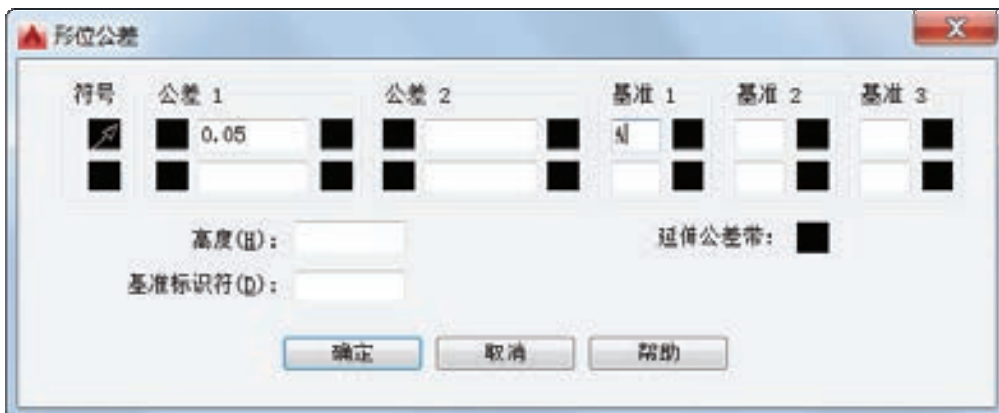 形位公差
符号 公差 1 公差 2 基准 1 基准 2 基准 3
0.05 A
高度(H): 延伸公差带:
基准标识符(D):
确定 取消 帮助